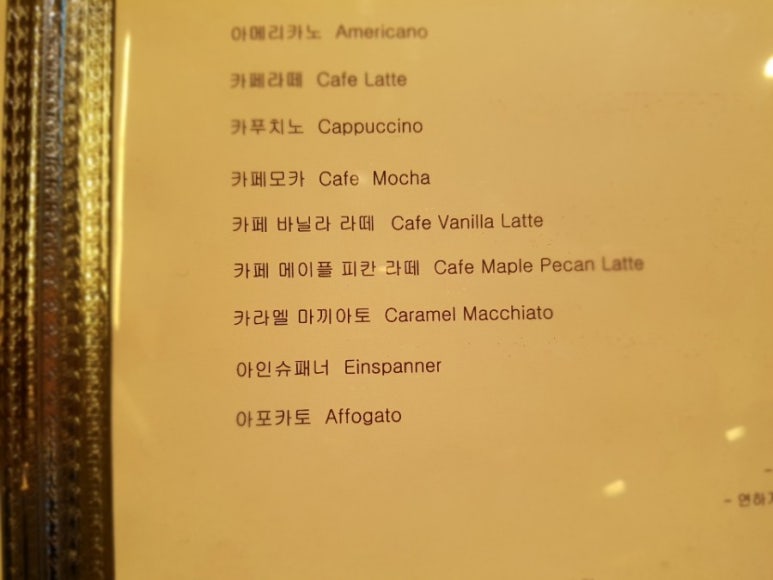 아메리카노 Americano
카페라떼 Cafe Latte
카푸치노 Cappuccino
카페모카 Cafe Mocha
카페 바닐라 라떼 Cafe Vanilla Latte
카페 메이플 피칸 라떼 Cafe Maple Pecan Latte
카라멜 마끼아토 Caramel Macchiato
아인슈패너 Einspanner
아포카토 Affogato